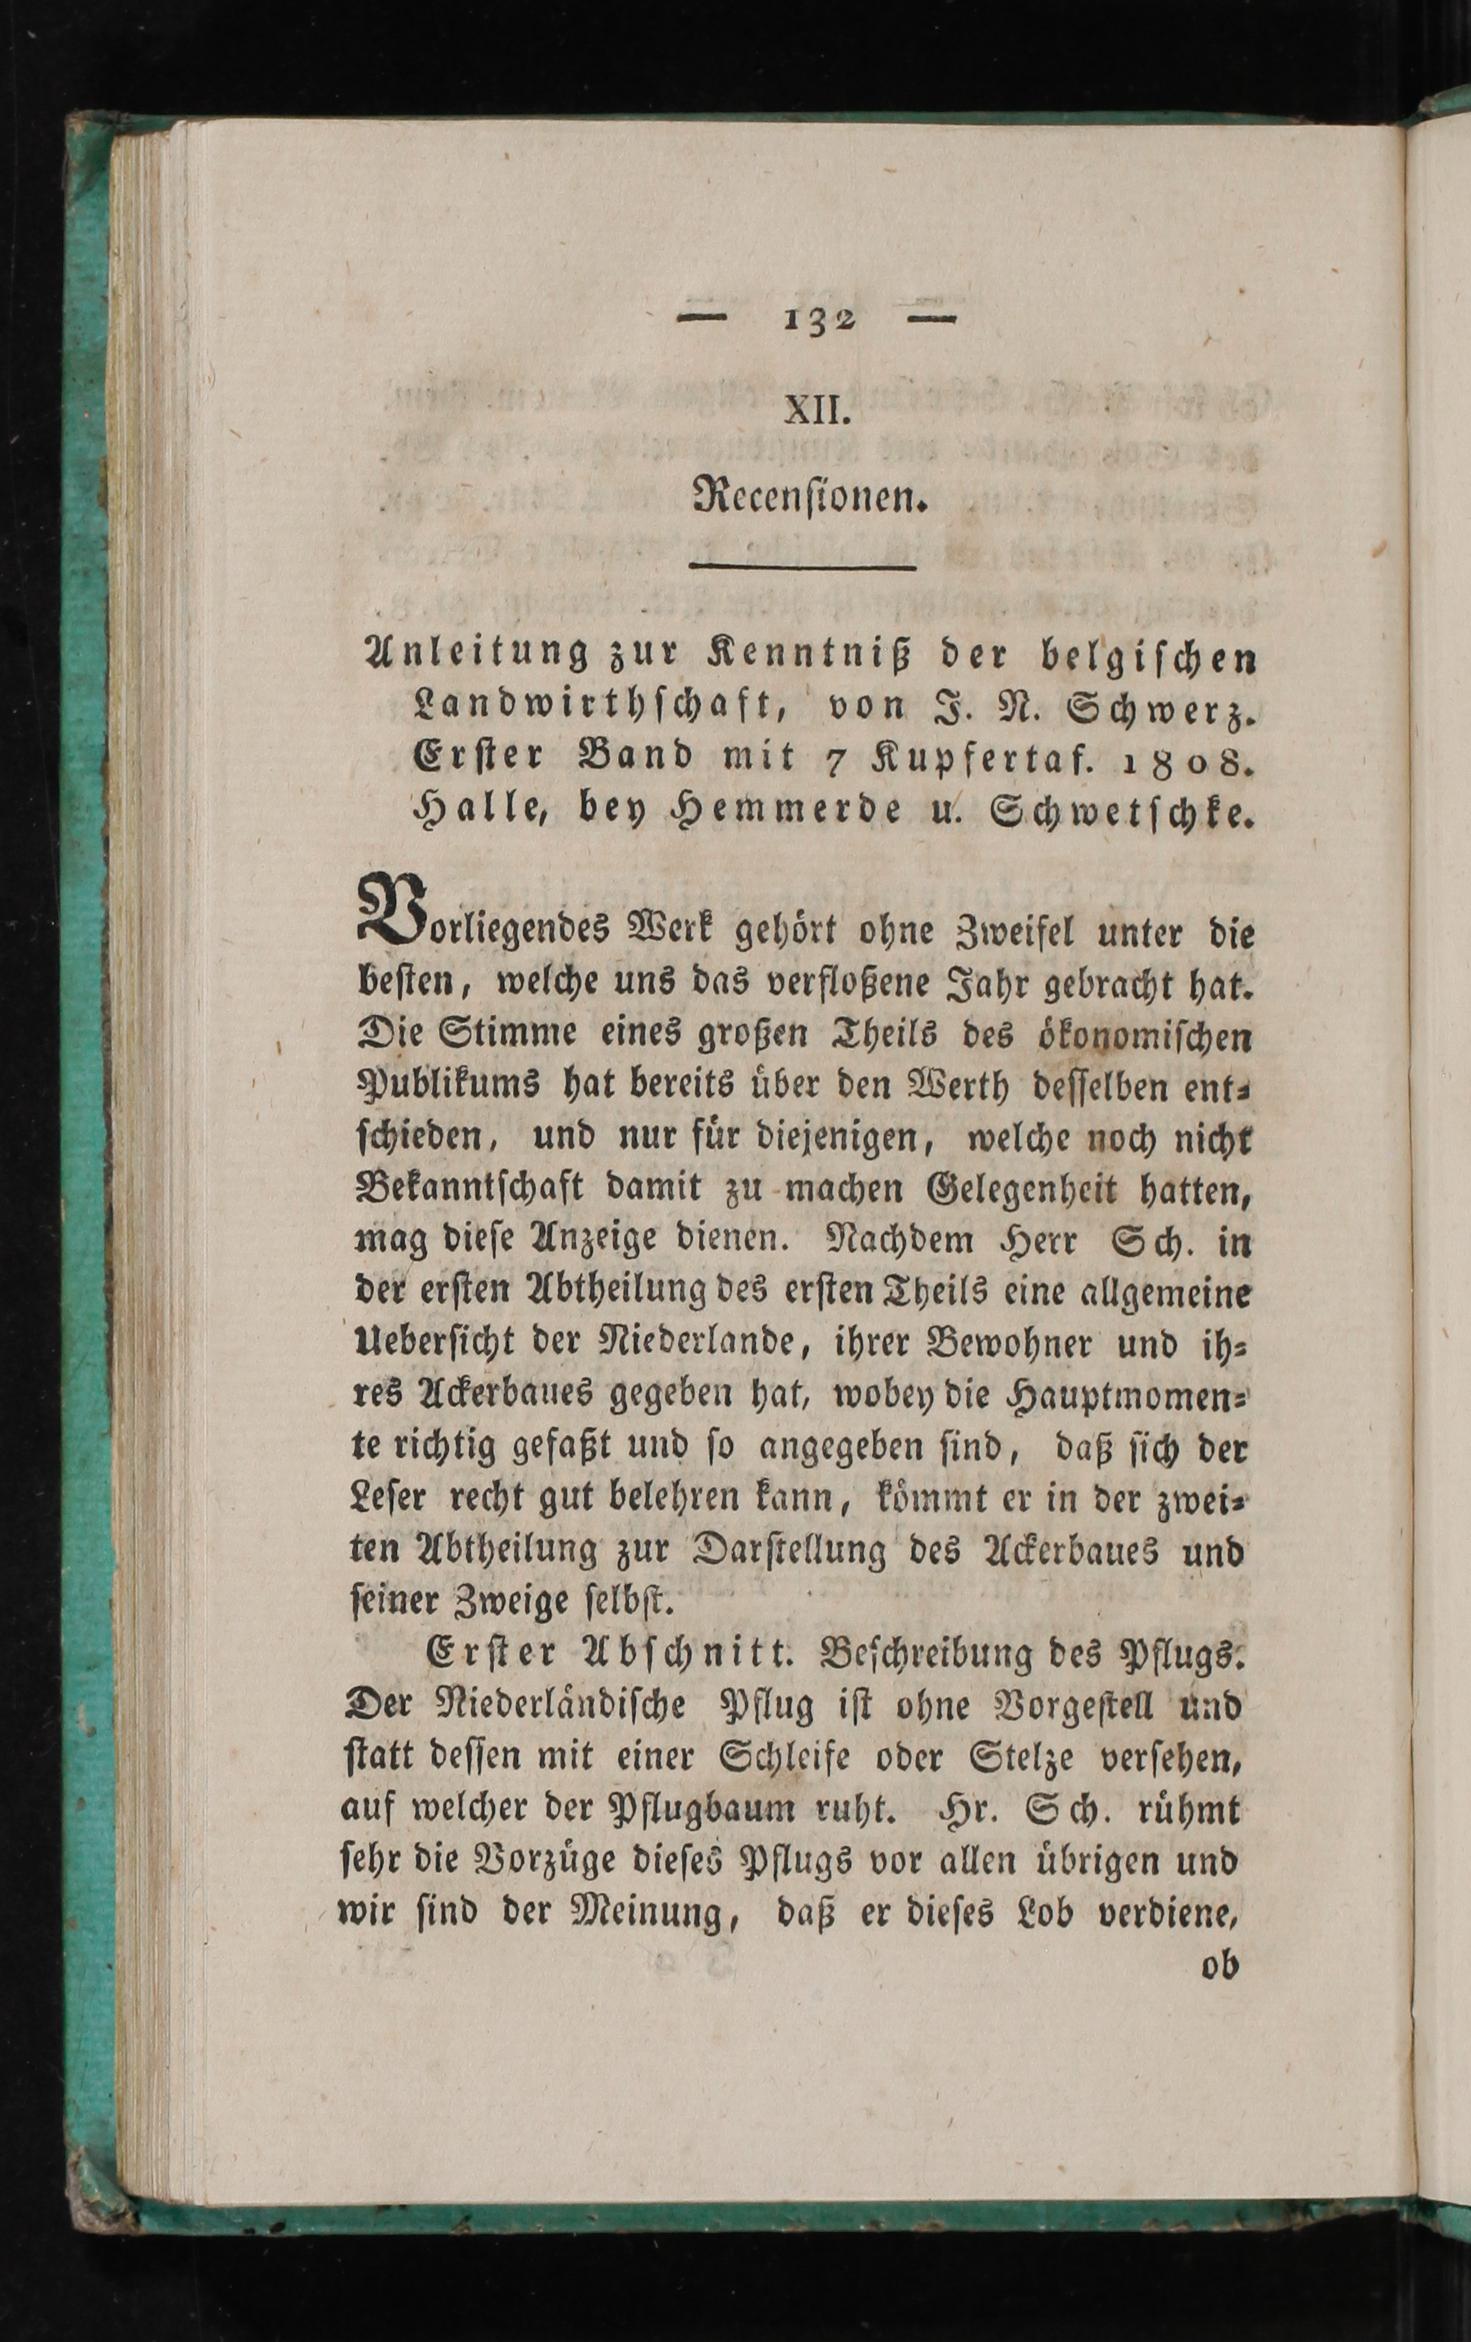 — 132 —
XII.
Recensionen.
Anleitung zur Kenntniß der belgischen
Landwirthschaft, von J. N. Schwerz.
Erster Band mit 7 Kupfertaf. 1808.
Halle, bey Hemmerde u. Schwetschke.
Vorliegendes Werk gehört ohne Zweifel unter die
besten, welche uns das verfloßene Jahr gebracht hat.
Die Stimme eines großen Theils des ökonomischen
Publikums hat bereits über den Werth desselben ent-
schieden, und nur für diejenigen, welche noch nicht
Bekanntschaft damit zu machen Gelegenheit hatten,
mag diese Anzeige dienen. Nachdem Herr Sch. in
der ersten Abtheilung des ersten Theils eine allgemeine
Uebersicht der Niederlande, ihrer Bewohner und ih-
res Ackerbaues gegeben hat, wobey die Hauptmomen-
te richtig gefaßt und so angegeben sind, daß sich der
Leser recht gut belehren kann, kömmt er in der zwei-
ten Abtheilung zur Darstellung des Ackerbaues und
seiner Zweige selbst.
Erster Abschnitt. Beschreibung des Pflugs.
Der Niederländische Pflug ist ohne Vorgestell und
statt dessen mit einer Schleife oder Stelze versehen,
auf welcher der Pflugbaum ruht. Hr. Sch. rühmt
sehr die Vorzüge dieses Pflugs vor allen übrigen und
wir sind der Meinung, daß er dieses Lob verdiene,
ob